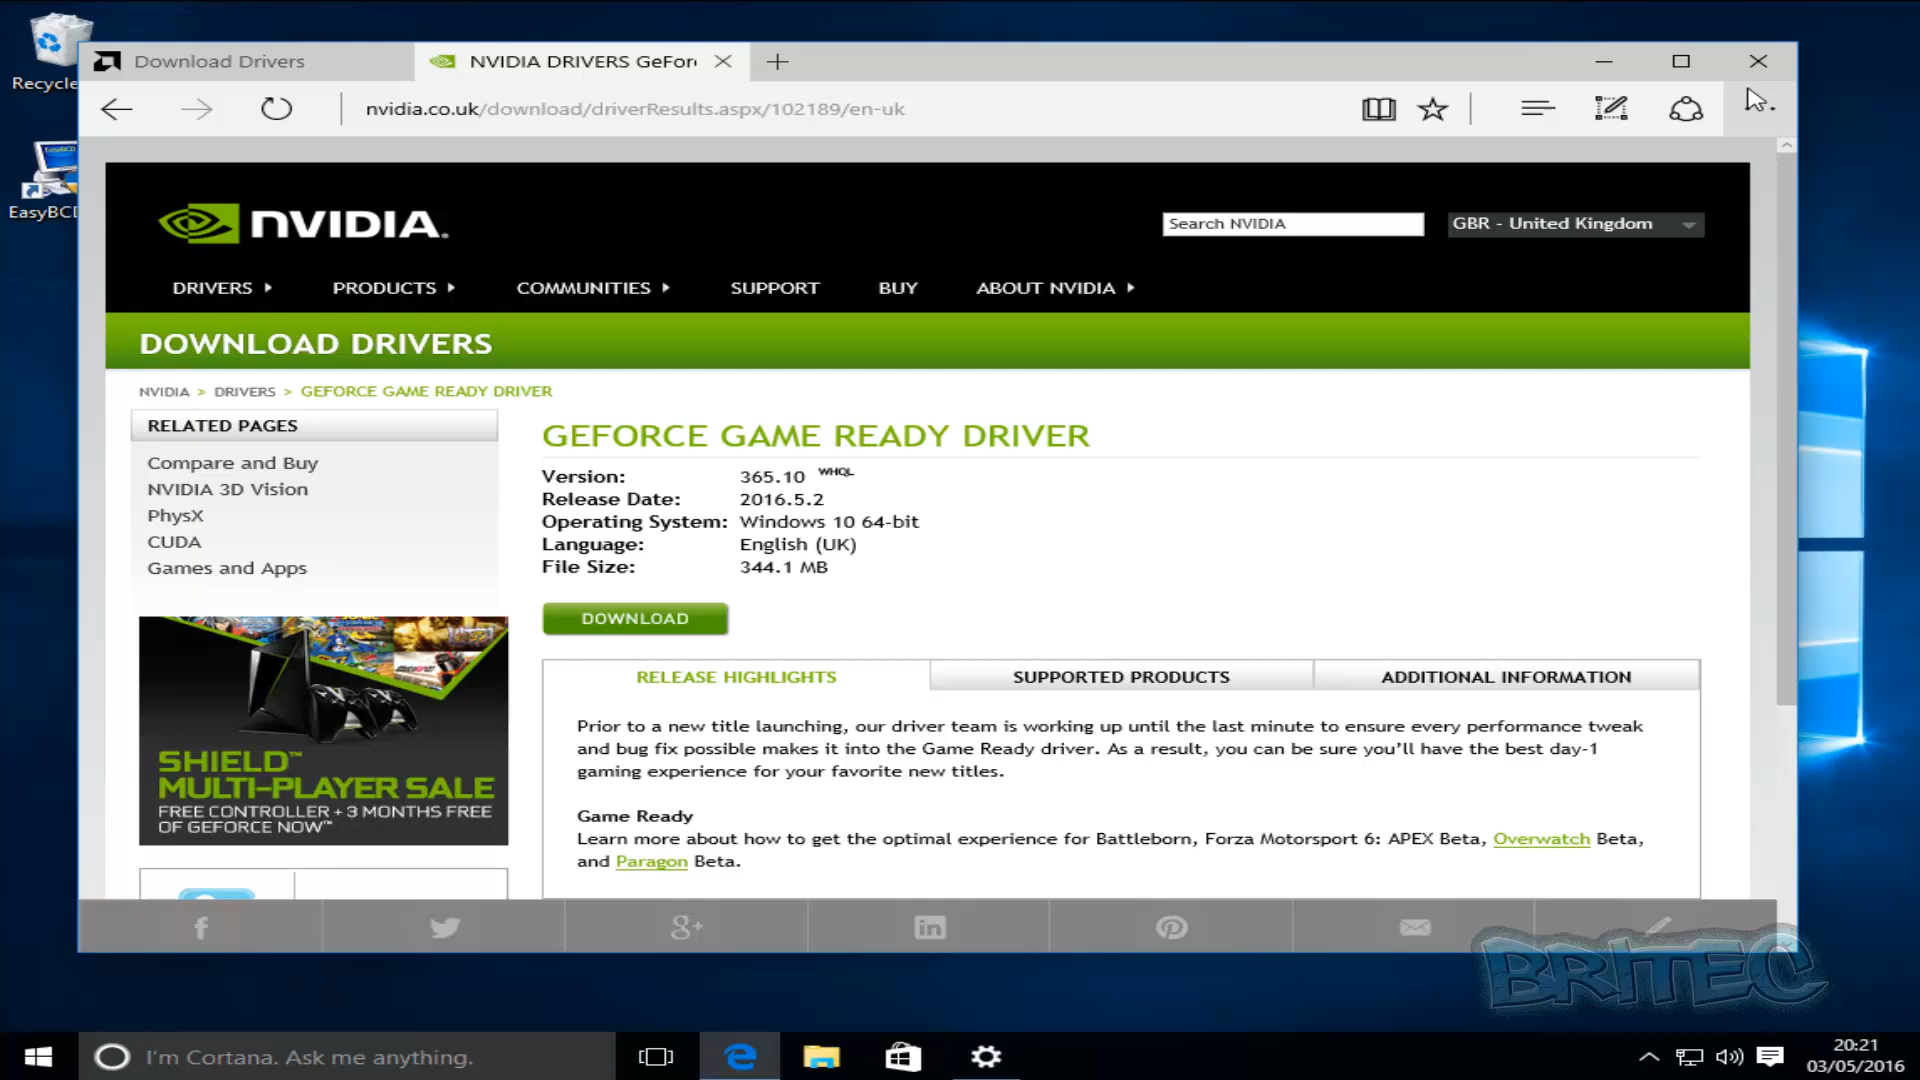 Recycle
Download Drivers
NVIDIA DRIVERS GeFor
nvidia.co.uk/download/driverResults.aspx/102189/en-uk
EasyBCD
NVIDIA.
Search NVIDIA
GBR - United Kingdom
DRIVERS
PRODUCTS
COMMUNITIES
SUPPORT
BUY
ABOUT NVIDIA
DOWNLOAD DRIVERS
NVIDIA > DRIVERS > GEFORCE GAME READY DRIVER
RELATED PAGES
Compare and Buy
NVIDIA 3D Vision
PhysX
CUDA
Games and Apps
SHIELD™
MULTI-PLAYER SALE
FREE CONTROLLER + 3 MONTHS FREE
OF GEFORCE NOW™
GEFORCE GAME READY DRIVER
Version: 365.10 WHQL
Release Date: 2016.5.2
Operating System: Windows 10 64-bit
Language: English (UK)
File Size: 344.1 MB
DOWNLOAD
RELEASE HIGHLIGHTS
SUPPORTED PRODUCTS
ADDITIONAL INFORMATION
Prior to a new title launching, our driver team is working up until the last minute to ensure every performance tweak
and bug fix possible makes it into the Game Ready driver. As a result, you can be sure you'll have the best day-1
gaming experience for your favorite new titles.
Game Ready
Learn more about how to get the optimal experience for Battleborn, Forza Motorsport 6: APEX Beta, Overwatch Beta,
and Paragon Beta.
BRITEC
I'm Cortana. Ask me anything.
20:21
03/05/2016